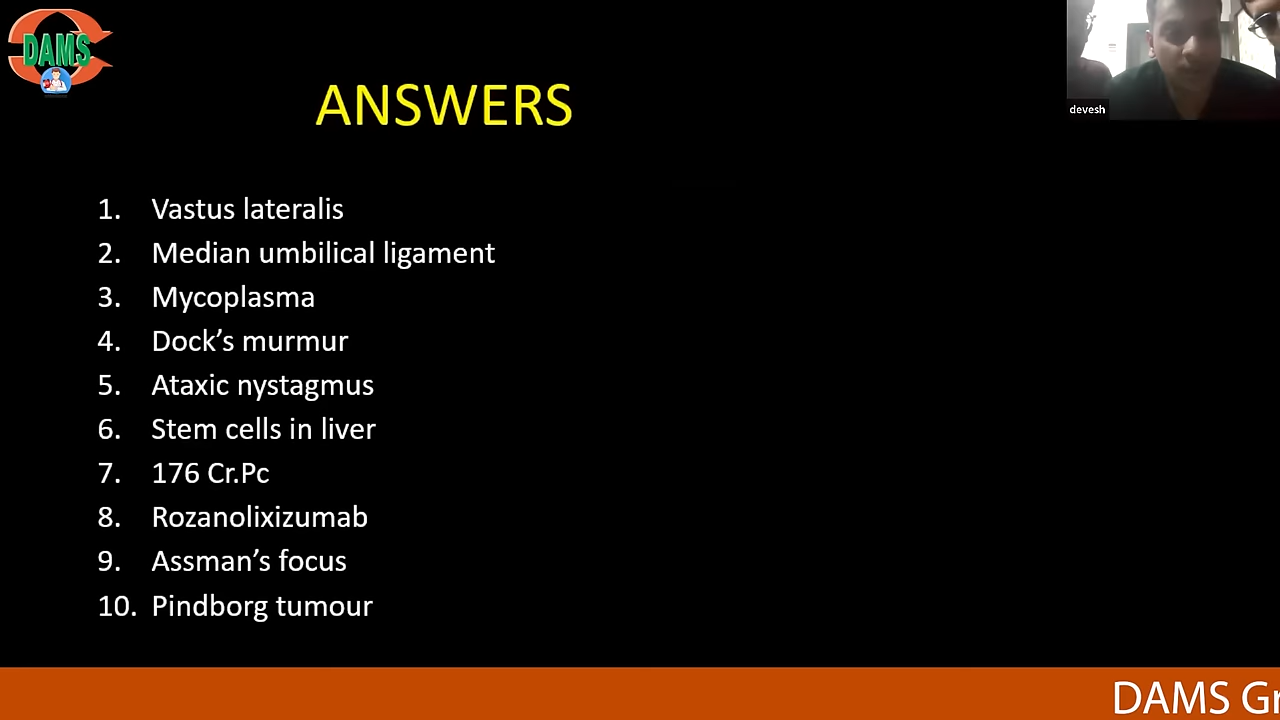 DAMS
devesh
ANSWERS
1. Vastus lateralis
2. Median umbilical ligament
3. Mycoplasma
4. Dock’s murmur
5. Ataxic nystagmus
6. Stem cells in liver
7. 176 Cr.Pc
8. Rozanolixizumab
9. Assman’s focus
10. Pindborg tumour
DAMS Gr